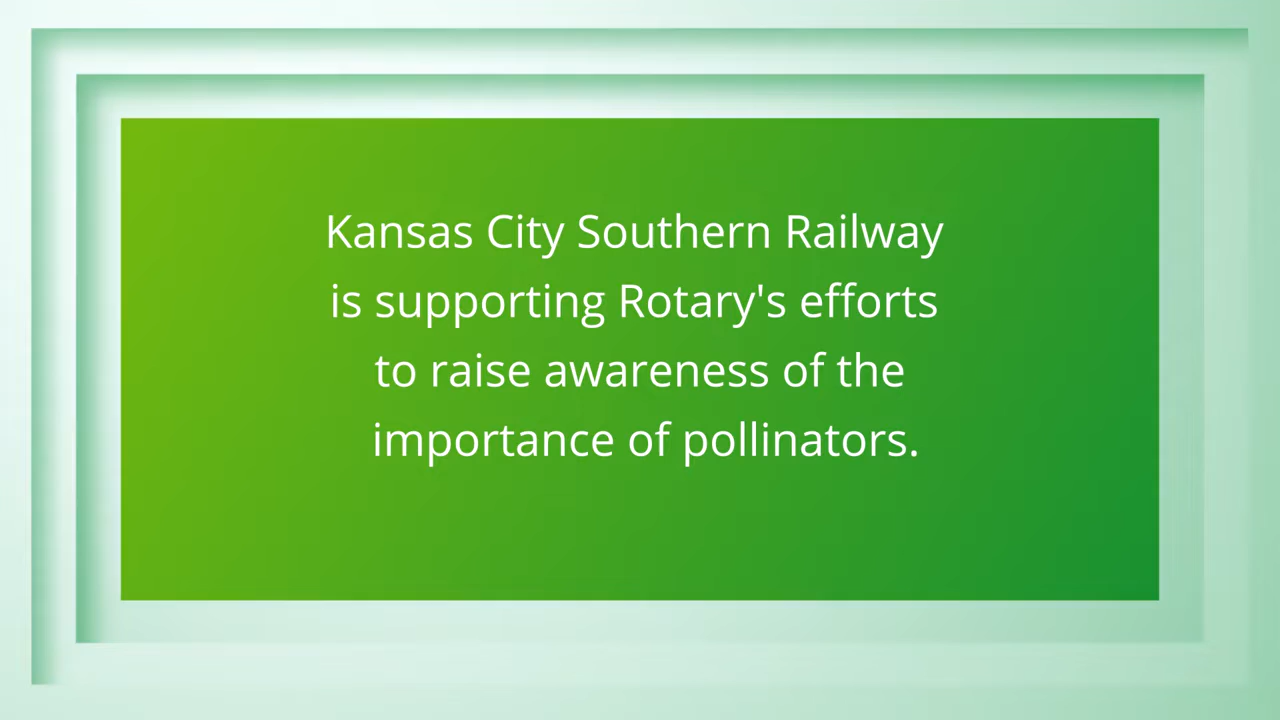 Kansas City Southern Railway
is supporting Rotary's efforts
to raise awareness of the
importance of pollinators.